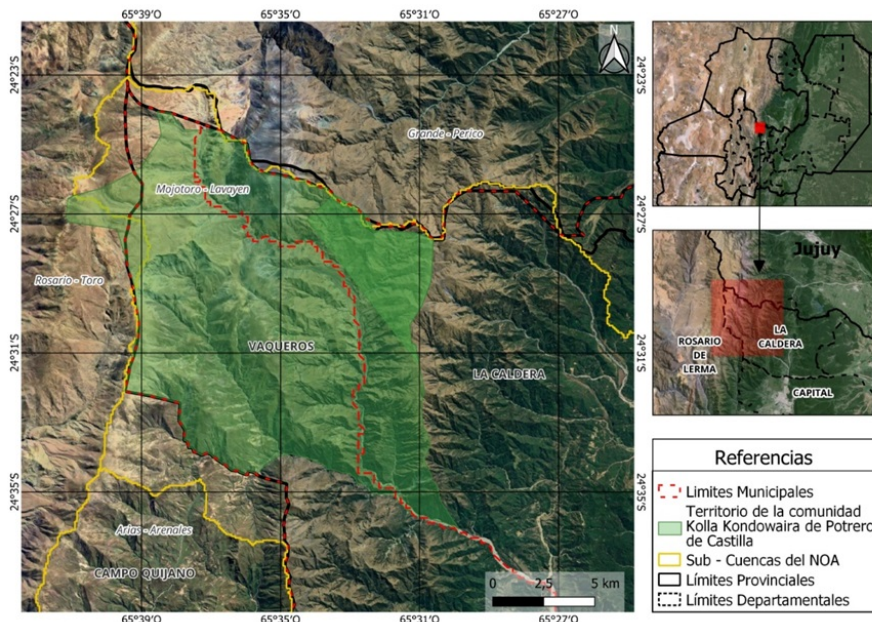 65°39'O 65°35'O 65°31'O 65°27'O
N
24°23'S 24°23'S
Grande - Perico
Mojotoro - Lavayen
24°27'S 24°27'S
Rosario - Toro
VAQUEROS
24°31'S 24°31'S
LA CALDERA
24°35'S 24°35'S
Arias - Arenales
CAMPO QUIJANO
0 2,5 5 km
65°39'O 65°35'O 65°31'O 65°27'O
Jujuy
ROSARIO
DE
LERMA
LA
CALDERA
CAPITAL
Referencias
Limites Municipales
Territorio de la comunidad
Kolla Kondowaira de Potrero
de Castilla
Sub - Cuencas del NOA
Límites Provinciales
Límites Departamentales